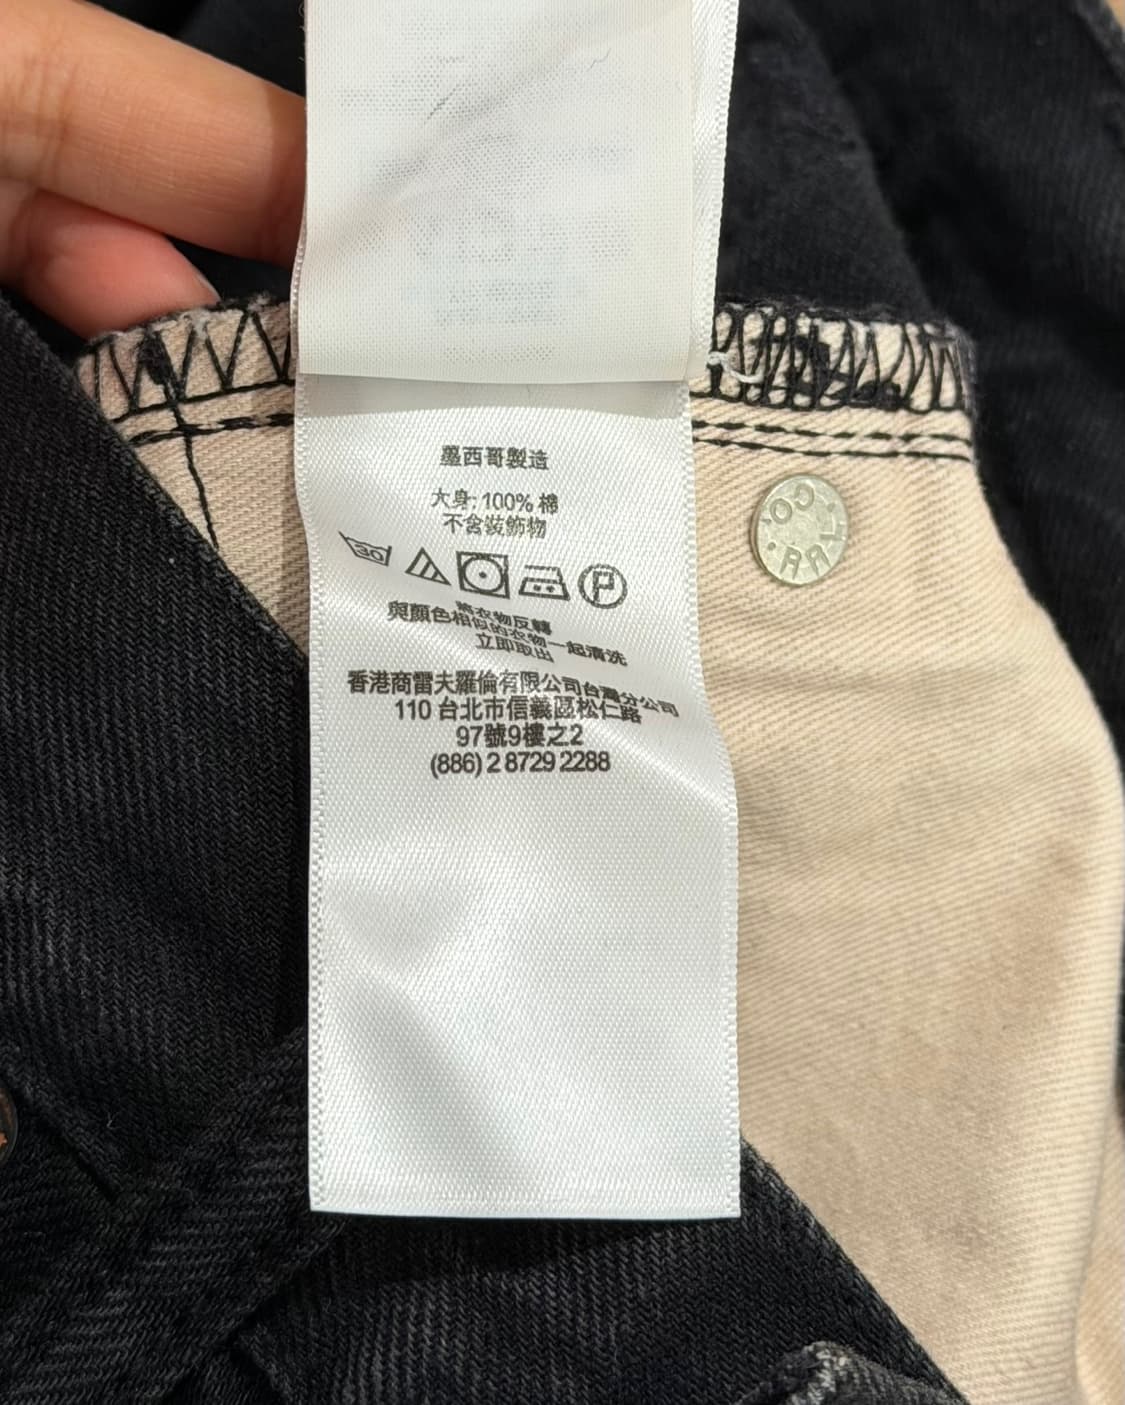 墨西哥製造
大身: 100% 棉
不含裝飾物
30
P
將衣物反轉
與顏色相似的衣物一起清洗
立即取出
香港商雷夫羅倫有限公司台灣分公司
110 台北市信義區松仁路
97號9樓之2
(886) 2 8729 2288
CO.